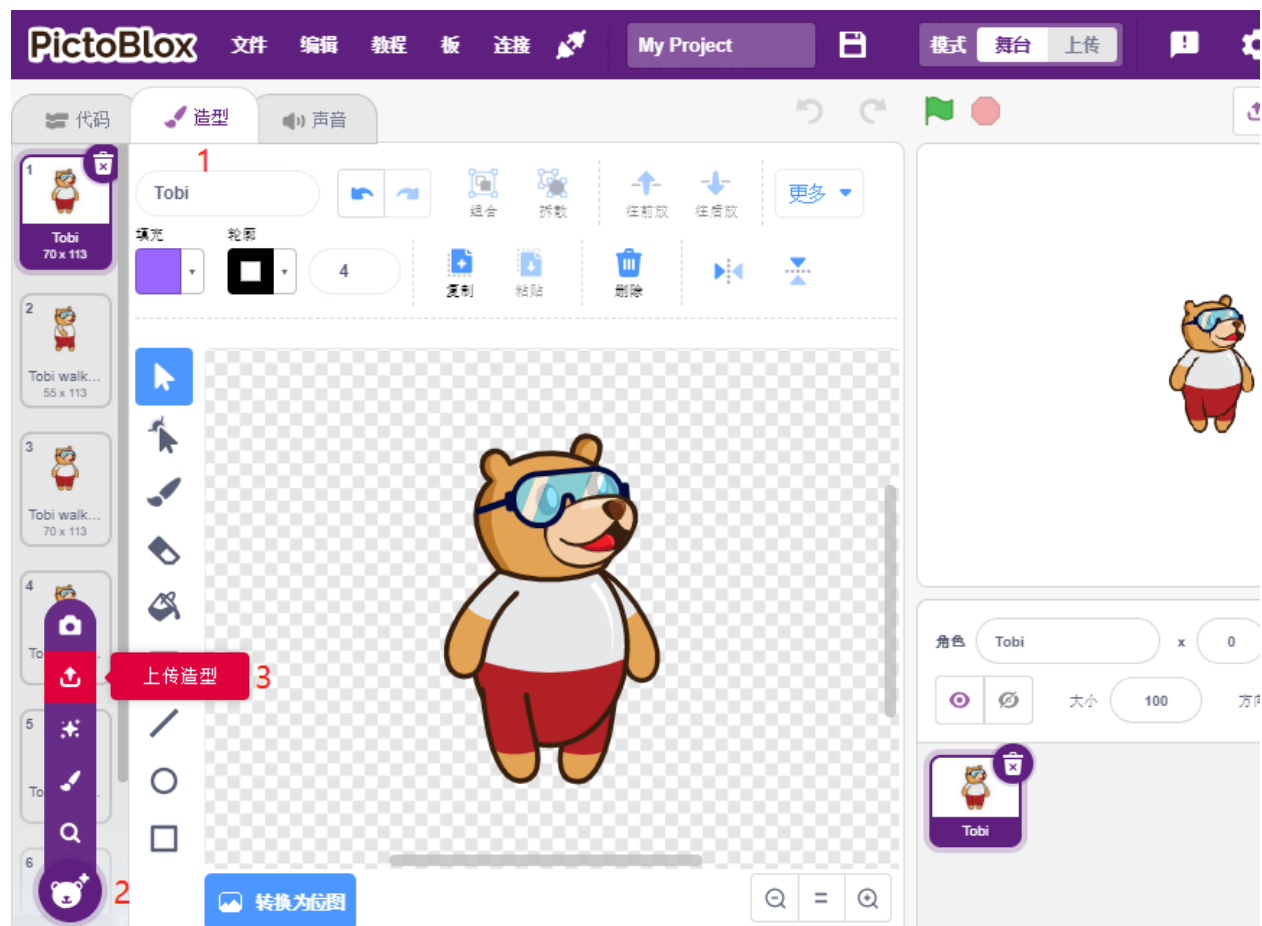 PictoBlox 文件 编辑 教程 板 连接 My Project 模式 舞台 上传
代码 造型 声音
1
1
Tobi
70 x 113
Tobi
组合 拆散 往前放 往后放 更多
填充 轮廓
4
复制 粘贴 删除
2
Tobi walk...
55 x 113
3
Tobi walk...
70 x 113
4
To
上传造型 3
5
To
6
2
转换为位图
角色 Tobi x 0
大小 100 方向
Tobi